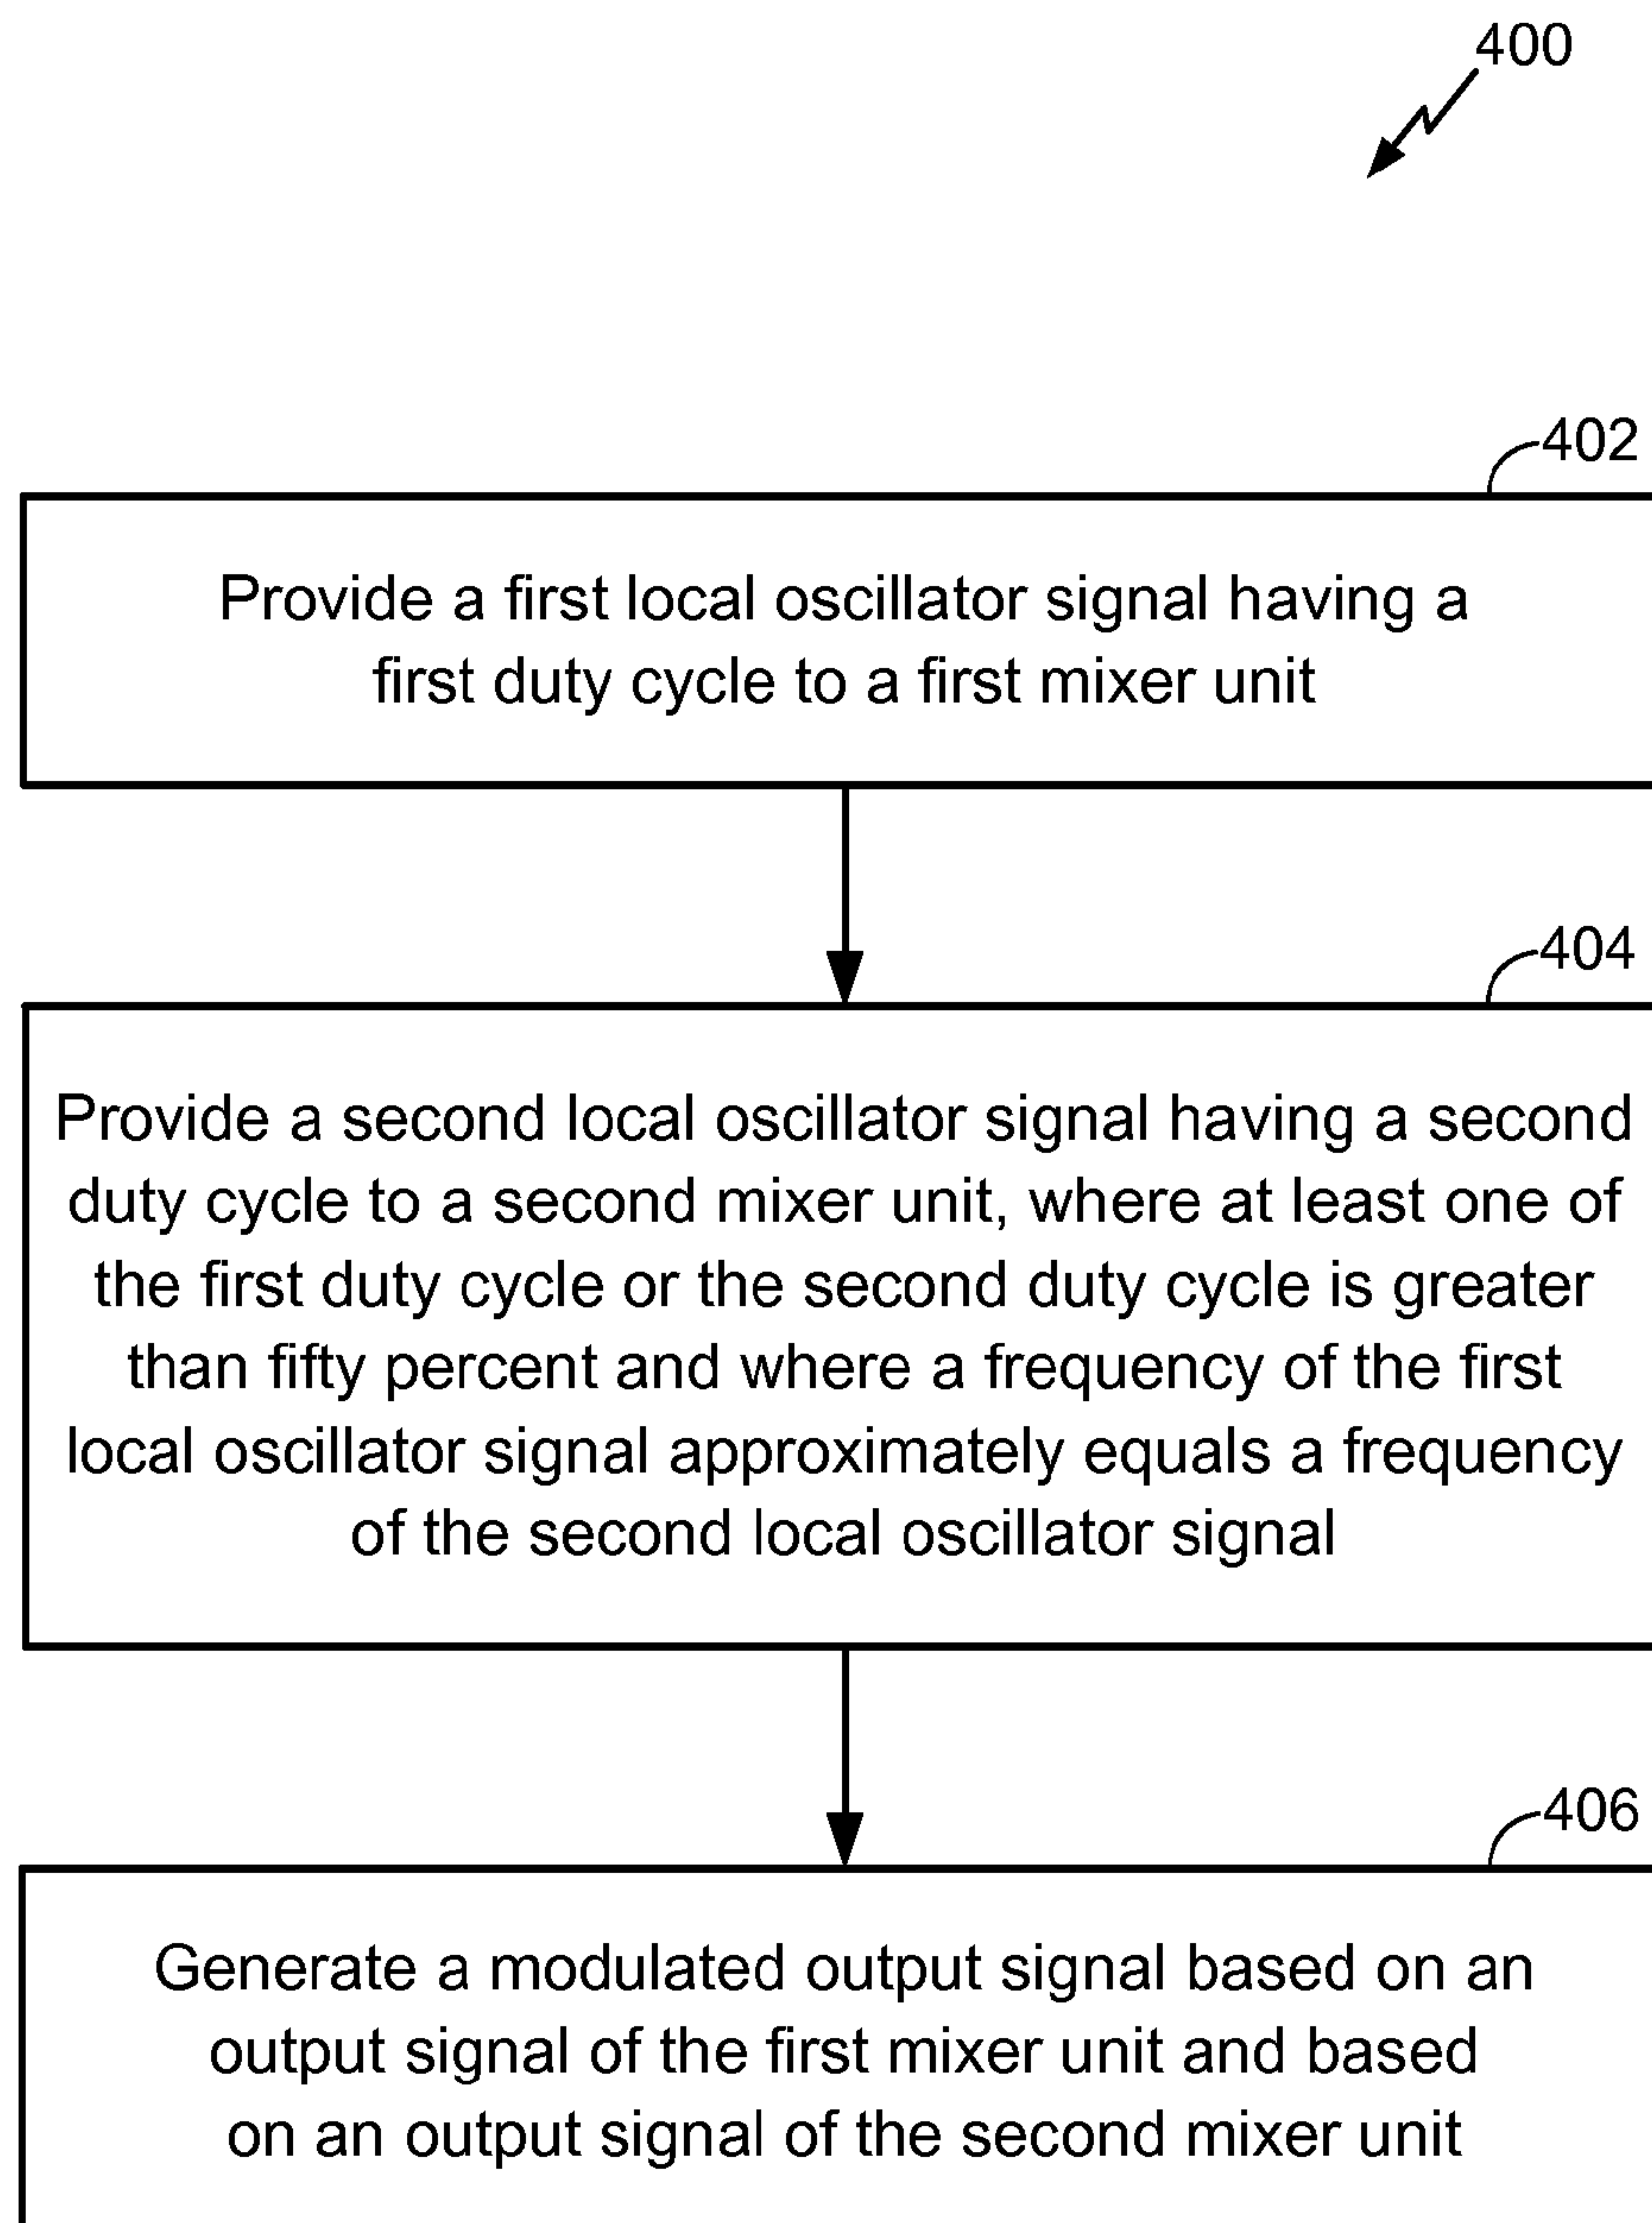 400
402
Provide a first local oscillator signal having a
first duty cycle to a first mixer unit
404
Provide a second local oscillator signal having a second
duty cycle to a second mixer unit, where at least one of
the first duty cycle or the second duty cycle is greater
than fifty percent and where a frequency of the first
local oscillator signal approximately equals a frequency
of the second local oscillator signal
406
Generate a modulated output signal based on an
output signal of the first mixer unit and based
on an output signal of the second mixer unit